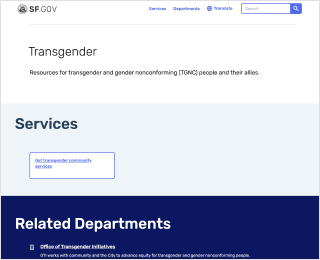 SF.GOV
Services
Departments
Translate
Search
Transgender
Resources for transgender and gender nonconforming (TGNC) people and their allies.
Services
Get transgender community
services
Related Departments
Office of Transgender Initiatives
OTI works with community and the City to advance equity for transgender and gender nonconforming people.